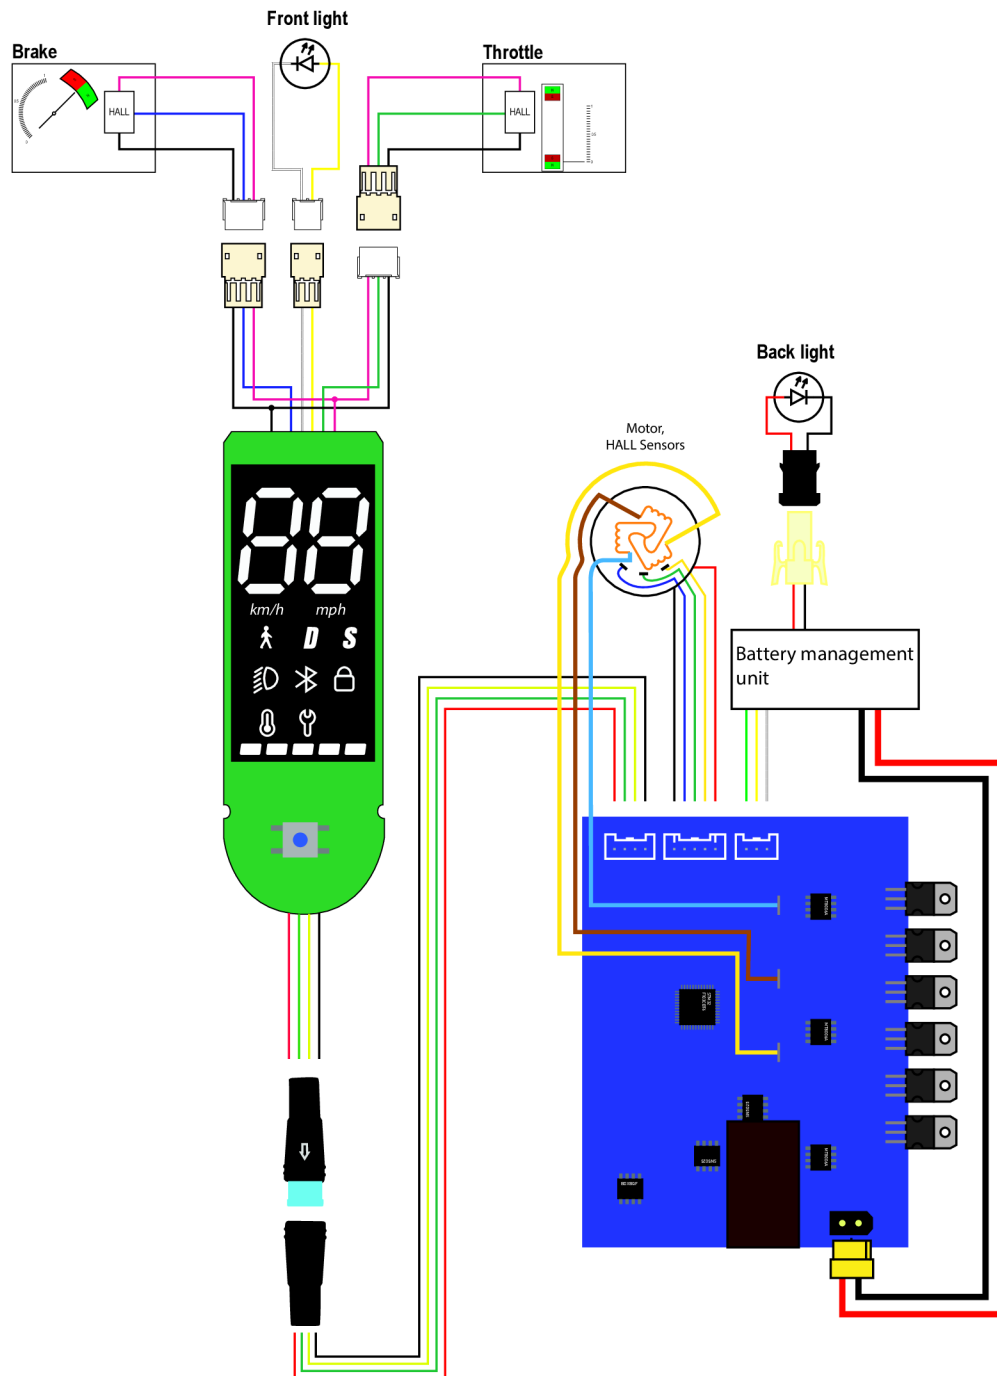 Front light
Brake
Throttle
HALL
HALL
Back light
Motor,
HALL Sensors
km/h mph
D S
Battery management
unit